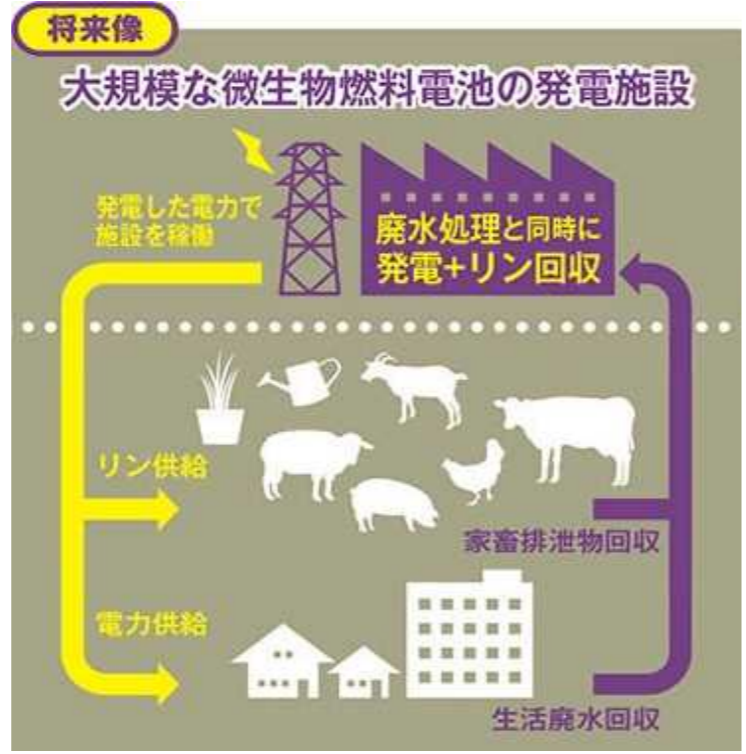 将来像
大規模な微生物燃料電池の発電施設
発電した電力で
施設を稼働
廃水処理と同時に
発電+リン回収
リン供給
家畜排泄物回収
電力供給
生活廃水回収